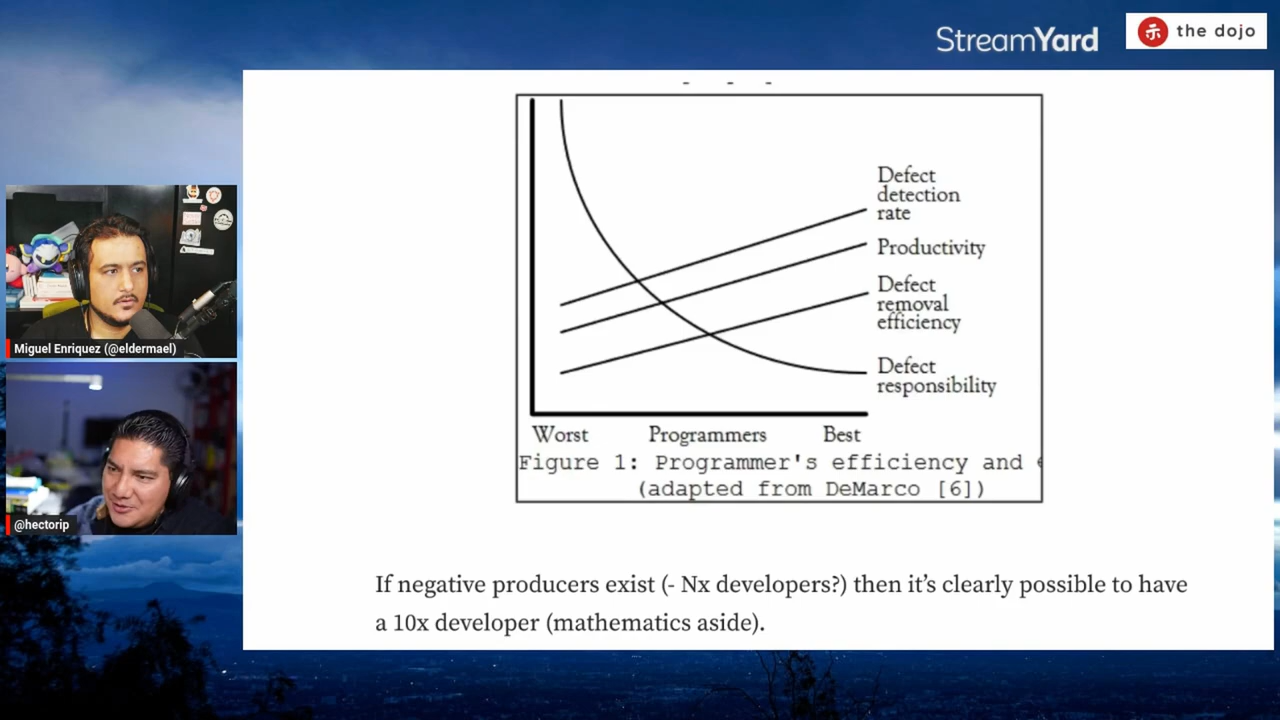 StreamYard
the dojo
Defect
detection
rate
Productivity
Defect
removal
efficiency
Defect
responsibility
Worst Programmers Best
Figure 1: Programmer's efficiency and
(adapted from DeMarco [6])
If negative producers exist (- Nx developers?) then it's clearly possible to have
a 10x developer (mathematics aside).
Miguel Enriquez (@eldermael)
@hectorip